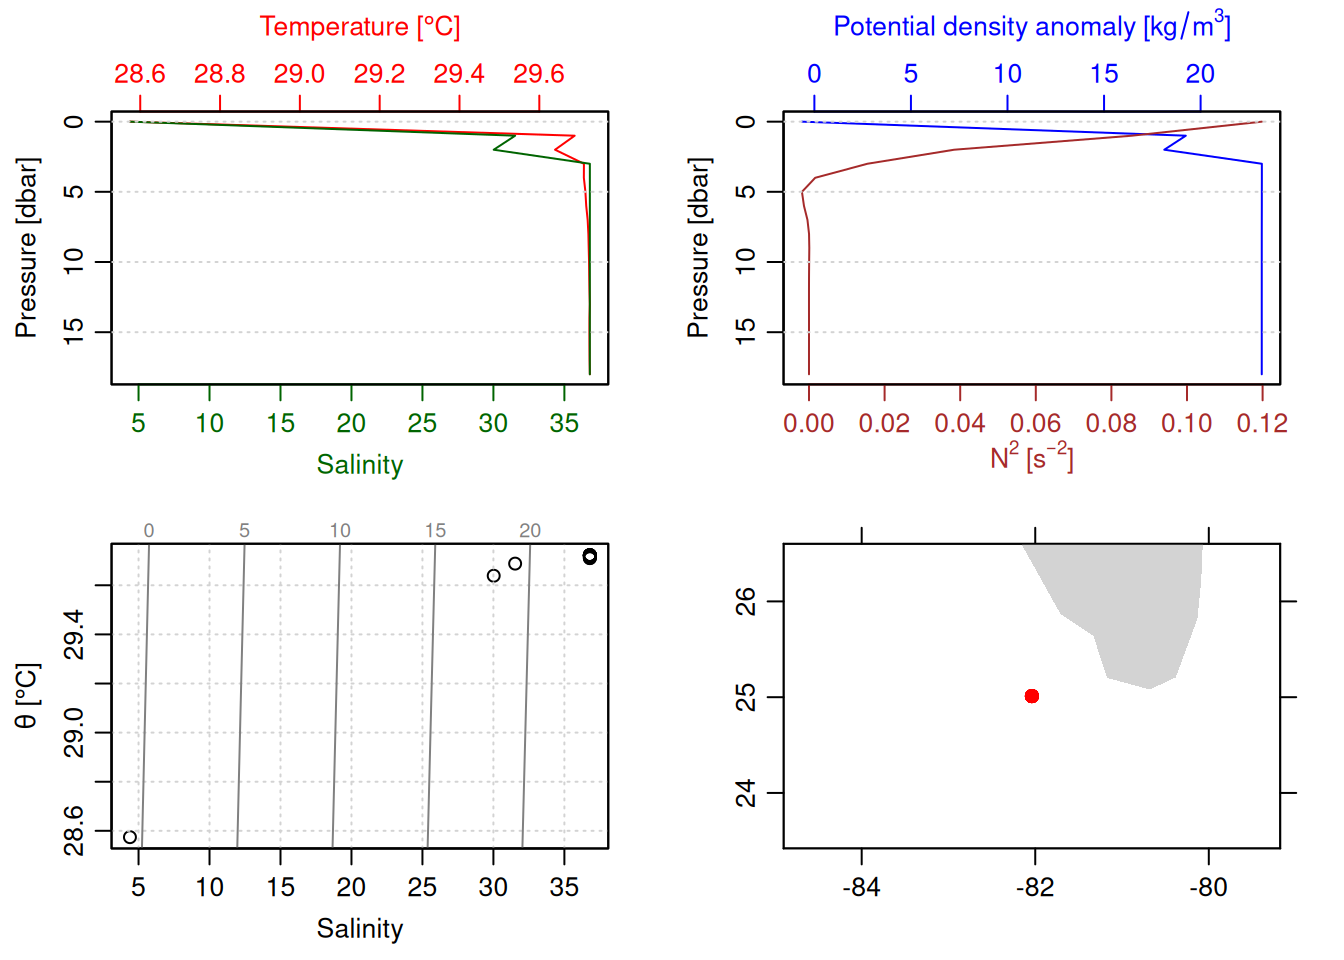 Temperature [°C]
28.6 28.8 29.0 29.2 29.4 29.6
Pressure [dbar]
0
5
10
15
5 10 15 20 25 30 35
Salinity
Potential density anomaly [kg/m³]
0 5 10 15 20
Pressure [dbar]
0
5
10
15
0.00 0.02 0.04 0.06 0.08 0.10 0.12
N² [s⁻²]
0 5 10 15 20
θ [°C]
29.4
29.0
28.6
5 10 15 20 25 30 35
Salinity
26
25
24
-84 -82 -80